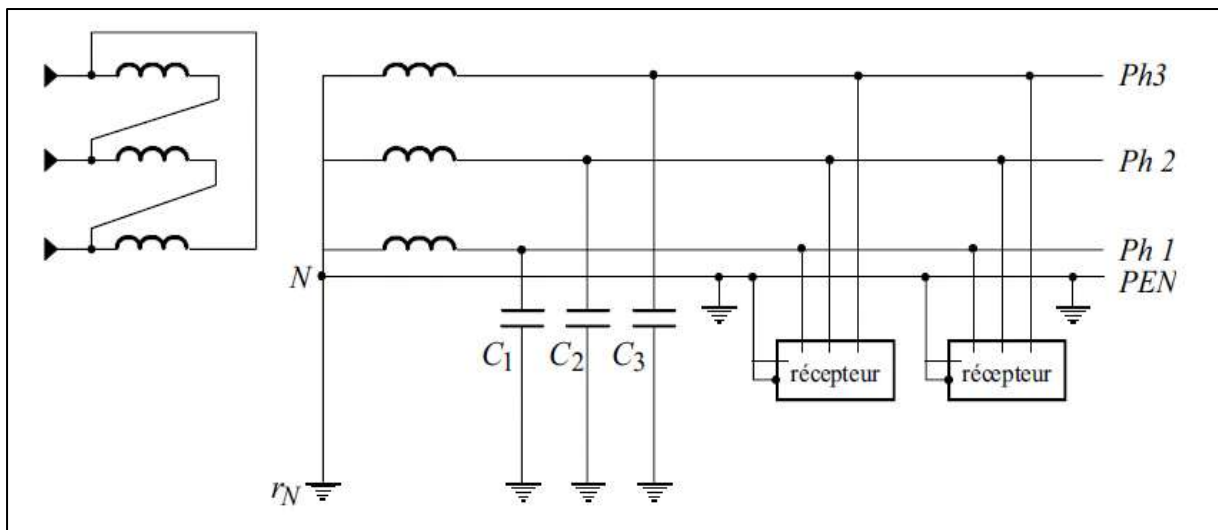 Ph3
Ph 2
Ph 1
N
PEN
C1 C2 C3
récepteur récepteur
rN